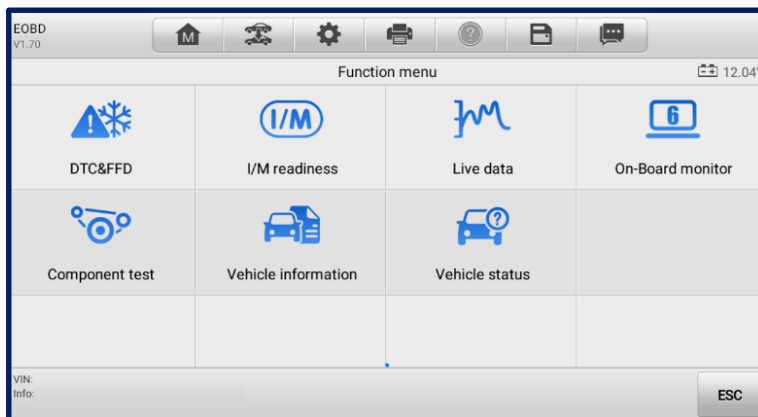 EOBD
V1.70
M
Function menu
12.04V
DTC&FFD
I/M
I/M readiness
Live data
6
On-Board monitor
Component test
Vehicle information
Vehicle status
VIN:
Info:
ESC